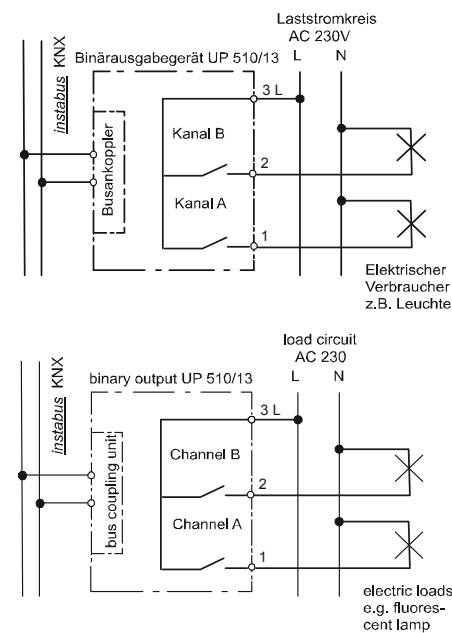 Laststromkreis
AC 230V
instabus KNX
Binärausgabegerät UP 510/13
L
N
3 L
Kanal B
Busankoppler
2
Kanal A
1
Elektrischer
Verbraucher
z.B. Leuchte
load circuit
AC 230
instabus KNX
binary output UP 510/13
L
N
3 L
Channel B
bus coupling unit
2
Channel A
1
electric loads
e.g. fluores-
cent lamp